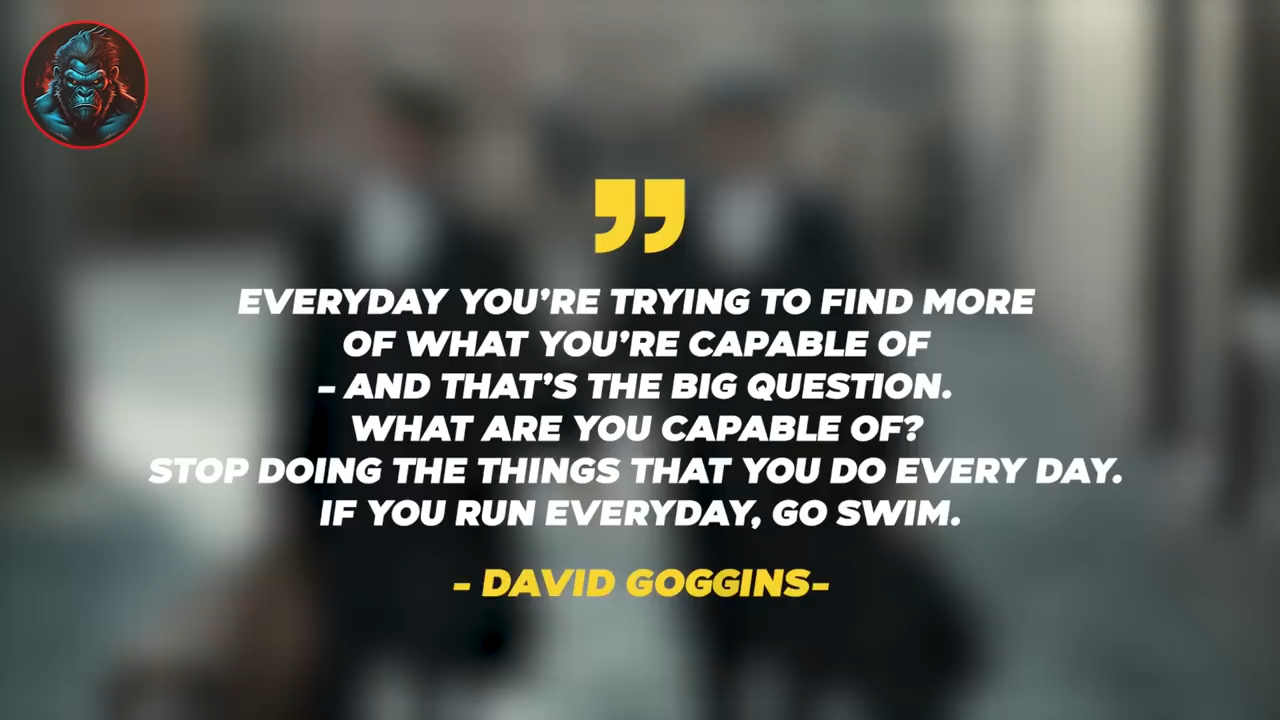 ”
EVERYDAY YOU’RE TRYING TO FIND MORE
OF WHAT YOU’RE CAPABLE OF
– AND THAT’S THE BIG QUESTION.
WHAT ARE YOU CAPABLE OF?
STOP DOING THE THINGS THAT YOU DO EVERY DAY.
IF YOU RUN EVERYDAY, GO SWIM.
– DAVID GOGGINS–